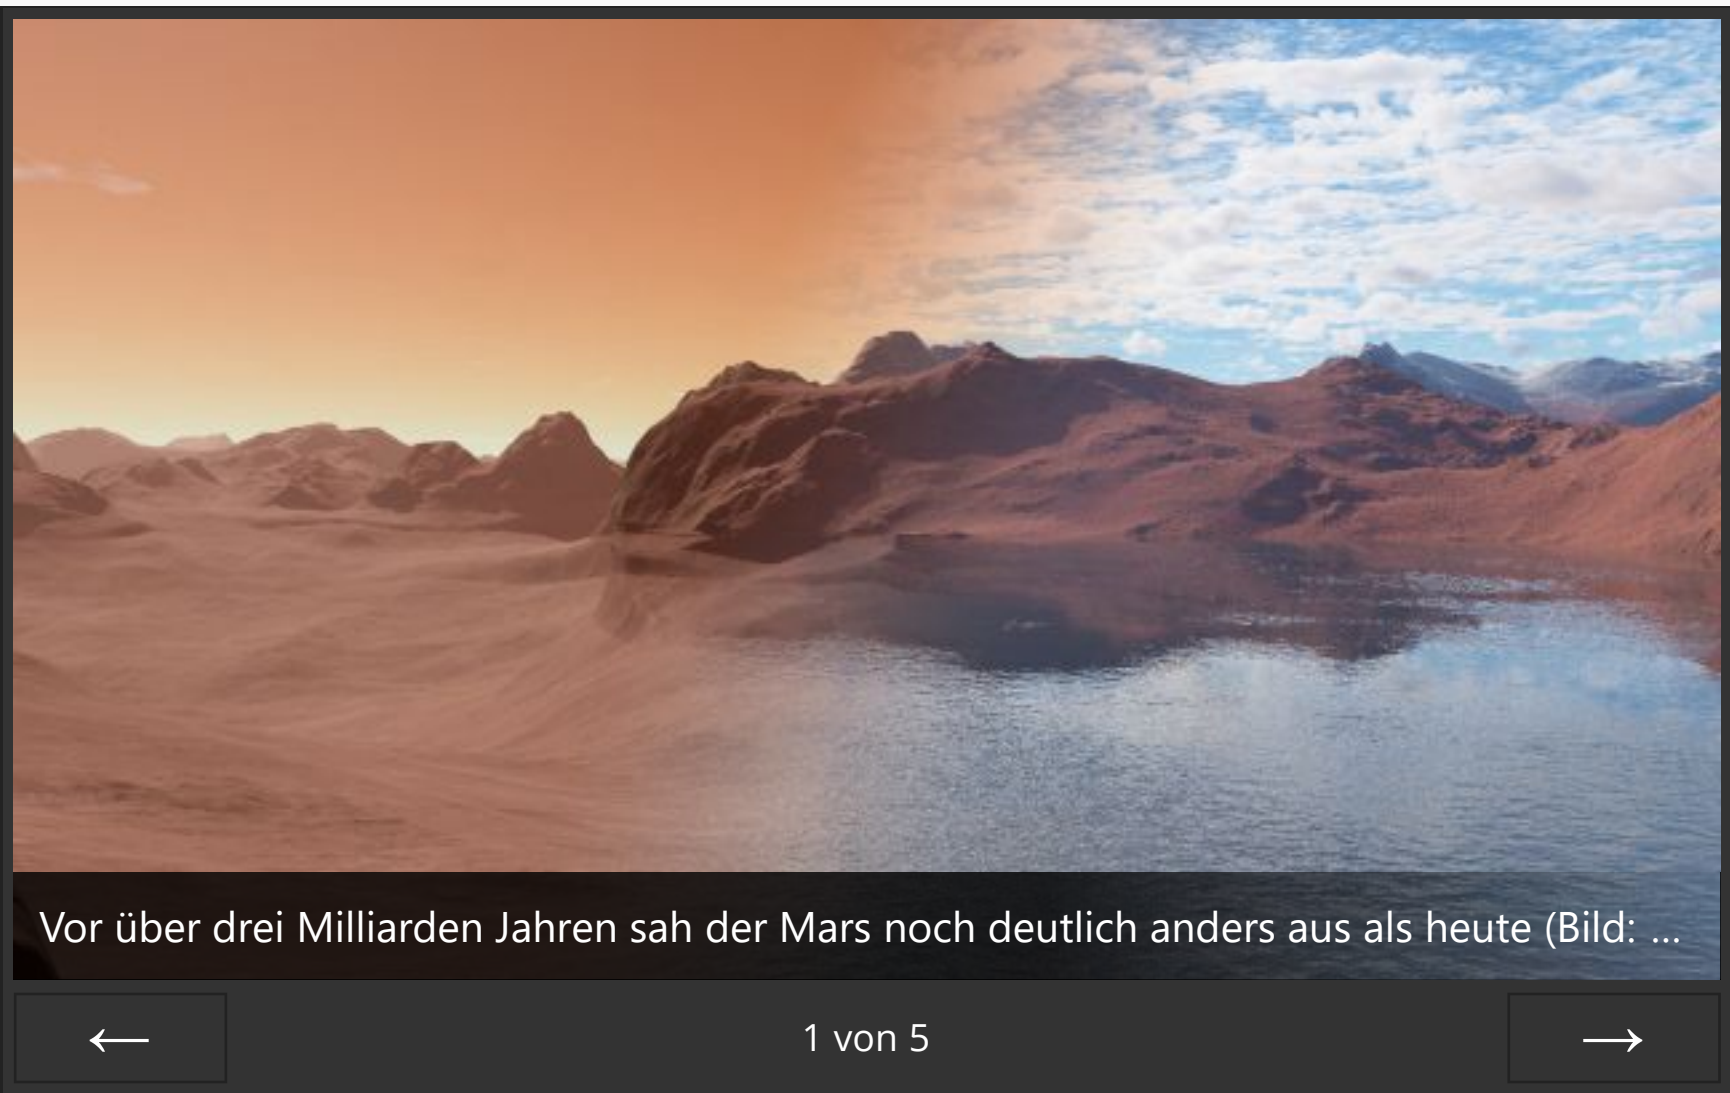 Vor über drei Milliarden Jahren sah der Mars noch deutlich anders aus als heute (Bild: ...
← 1 von 5 →